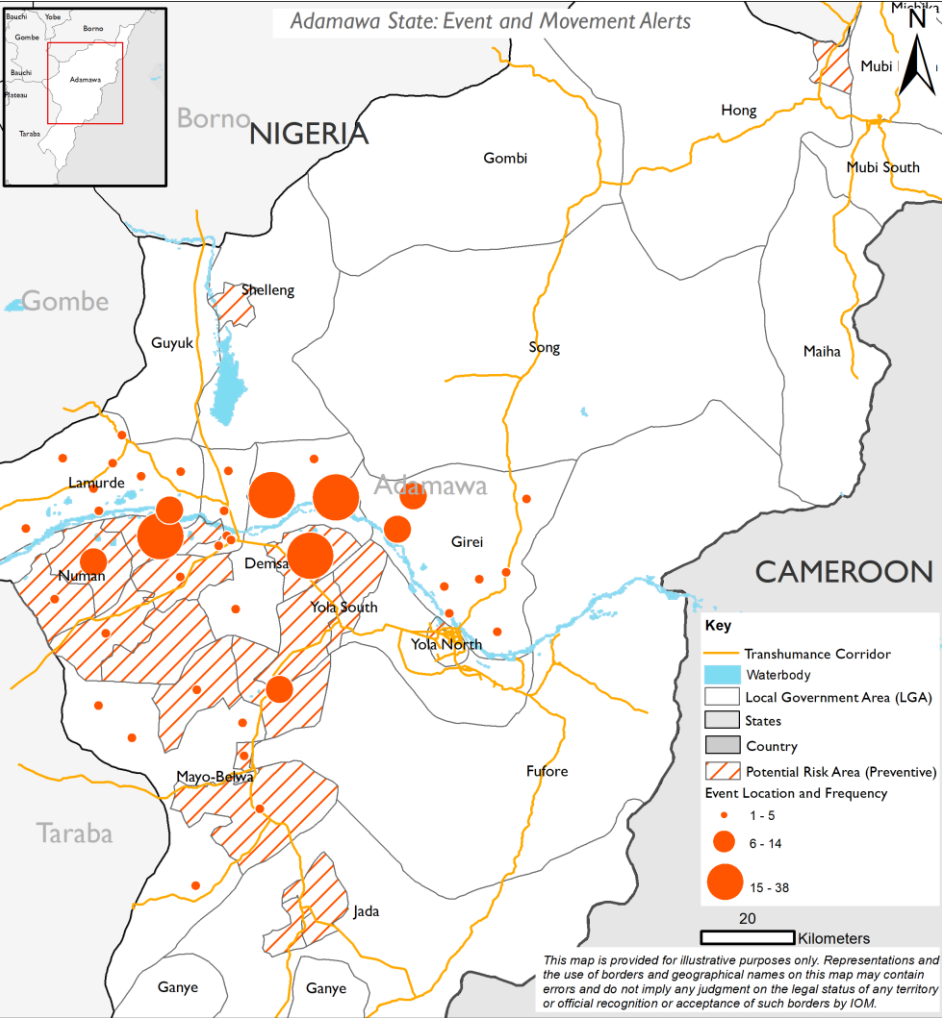 Adamawa State: Event and Movement Alerts
Bauchi
Yobe
Borno
Gombe
Bauchi
Adamawa
Plateau
Taraba
Michika
N
Mubi
Borno
NIGERIA
Hong
Gombi
Mubi South
Gombe
Shelleng
Guyuk
Song
Maiha
Lamurde
Adamawa
Girei
Demsa
CAMEROON
Numan
Yola South
Yola North
Mayo-Belwa
Fufore
Taraba
Jada
Ganye
Ganye
Key
Transhumance Corridor
Waterbody
Local Government Area (LGA)
States
Country
Potential Risk Area (Preventive)
Event Location and Frequency
1 - 5
6 - 14
15 - 38
20
Kilometers
This map is provided for illustrative purposes only. Representations and
the use of borders and geographical names on this map may contain
errors and do not imply any judgment on the legal status of any territory
or official recognition or acceptance of such borders by IOM.